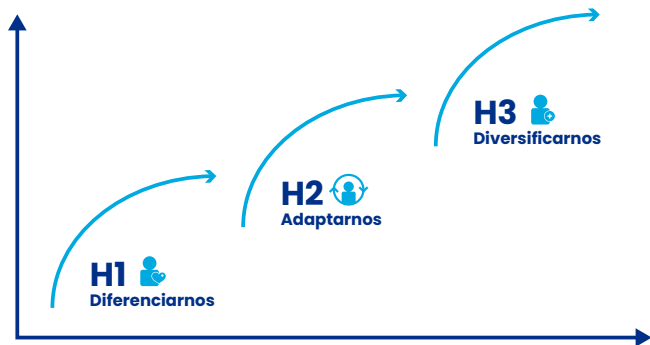 H1
Diferenciarnos
H2
Adaptarnos
H3
Diversificarnos